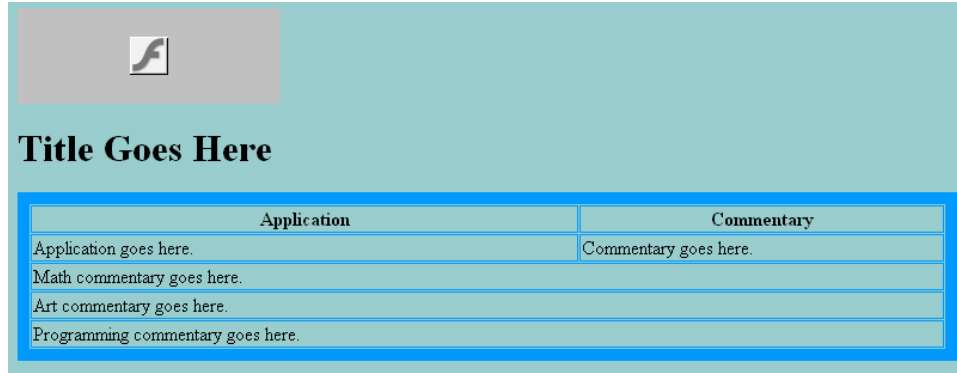 Title Goes Here
Application Commentary
Application goes here. Commentary goes here.
Math commentary goes here.
Art commentary goes here.
Programming commentary goes here.